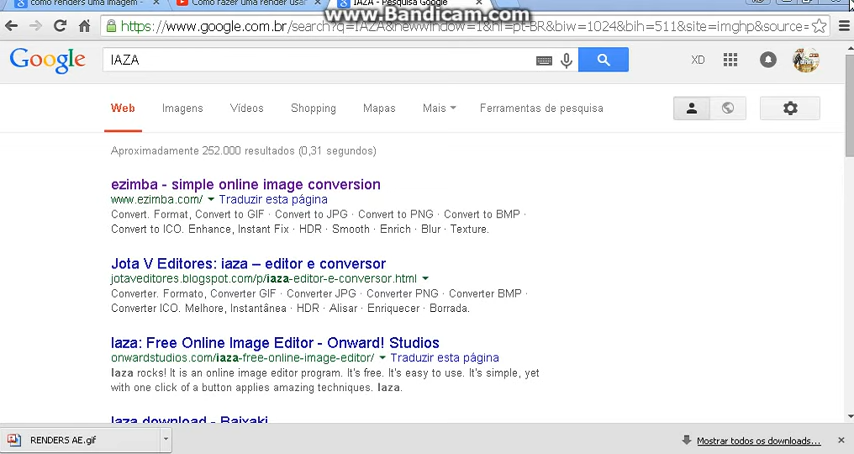 como renders uma imagem -
Como fazer uma render usar
IAZA - Pesquisa Google
www.Bandicam.com
https://www.google.com.br/search?q=IAZA&newwindow=1&hl=pt-BR&biw=1024&bih=511&site=imghp&source=
Google
IAZA
XD
Web
Imagens
Vídeos
Shopping
Mapas
Mais
Ferramentas de pesquisa
Aproximadamente 252.000 resultados (0,31 segundos)
ezimba - simple online image conversion
www.ezimba.com/ Traduzir esta página
Convert. Format, Convert to GIF · Convert to JPG · Convert to PNG · Convert to BMP ·
Convert to ICO. Enhance, Instant Fix · HDR · Smooth · Enrich · Blur · Texture.
Jota V Editores: iaza – editor e conversor
jotaveditores.blogspot.com/p/iaza-editor-e-conversor.html
Converter. Formato, Converter GIF · Converter JPG · Converter PNG · Converter BMP ·
Converter ICO. Melhore, Instantânea · HDR · Alisar · Enriquecer · Borrada.
Iaza: Free Online Image Editor - Onward! Studios
onwardstudios.com/iaza-free-online-image-editor/ Traduzir esta página
Iaza rocks! It is an online image editor program. It's free. It's easy to use. It's simple, yet
with one click of a button applies amazing techniques. Iaza.
Iaza download - Baixaki
RENDERS AE.gif
Mostrar todos os downloads...